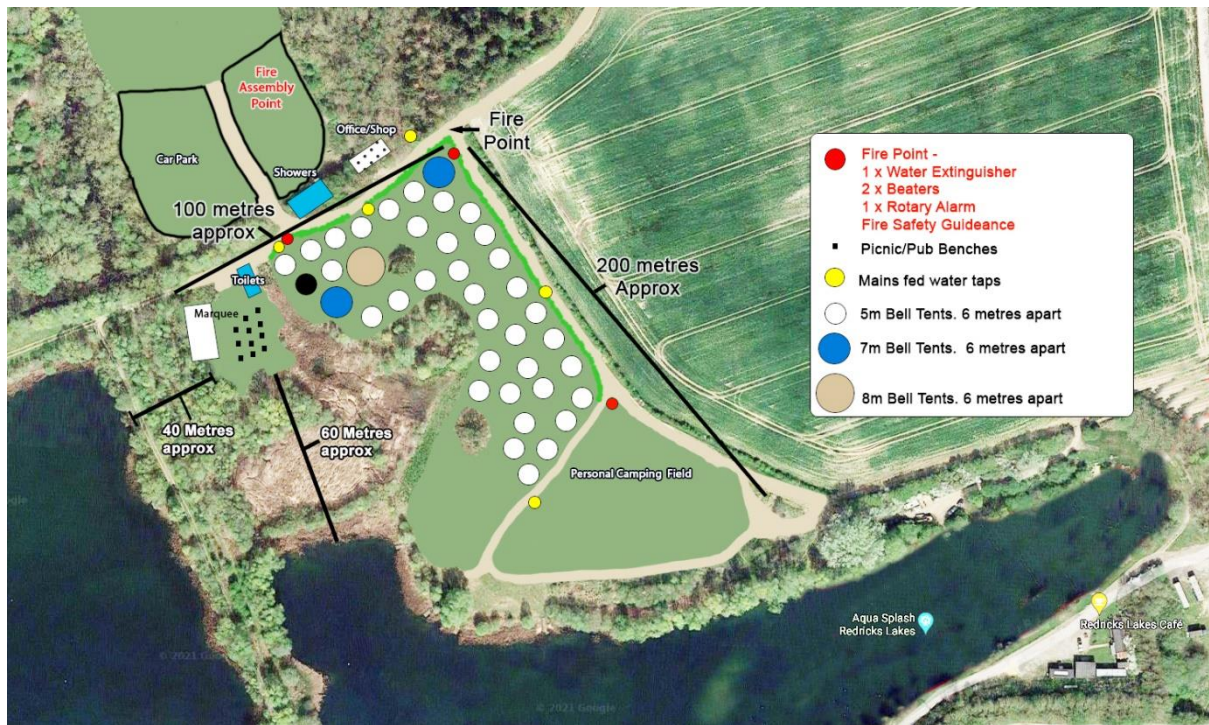 Fire
Assembly
Point
Car Park
Office/Shop
Showers
Fire
Point
100 metres
approx
200 metres
Approx
Toilets
Marquee
40 Metres
approx
60 Metres
approx
Personal Camping Field
Fire Point -
1 x Water Extinguisher
2 x Beaters
1 x Rotary Alarm
Fire Safety Guideance
Picnic/Pub Benches
Mains fed water taps
5m Bell Tents. 6 metres apart
7m Bell Tents. 6 metres apart
8m Bell Tents. 6 metres apart
Aqua Splash
Redricks Lakes
Redricks Lakes Café
Google
© 2021 Google
© 2021 Google